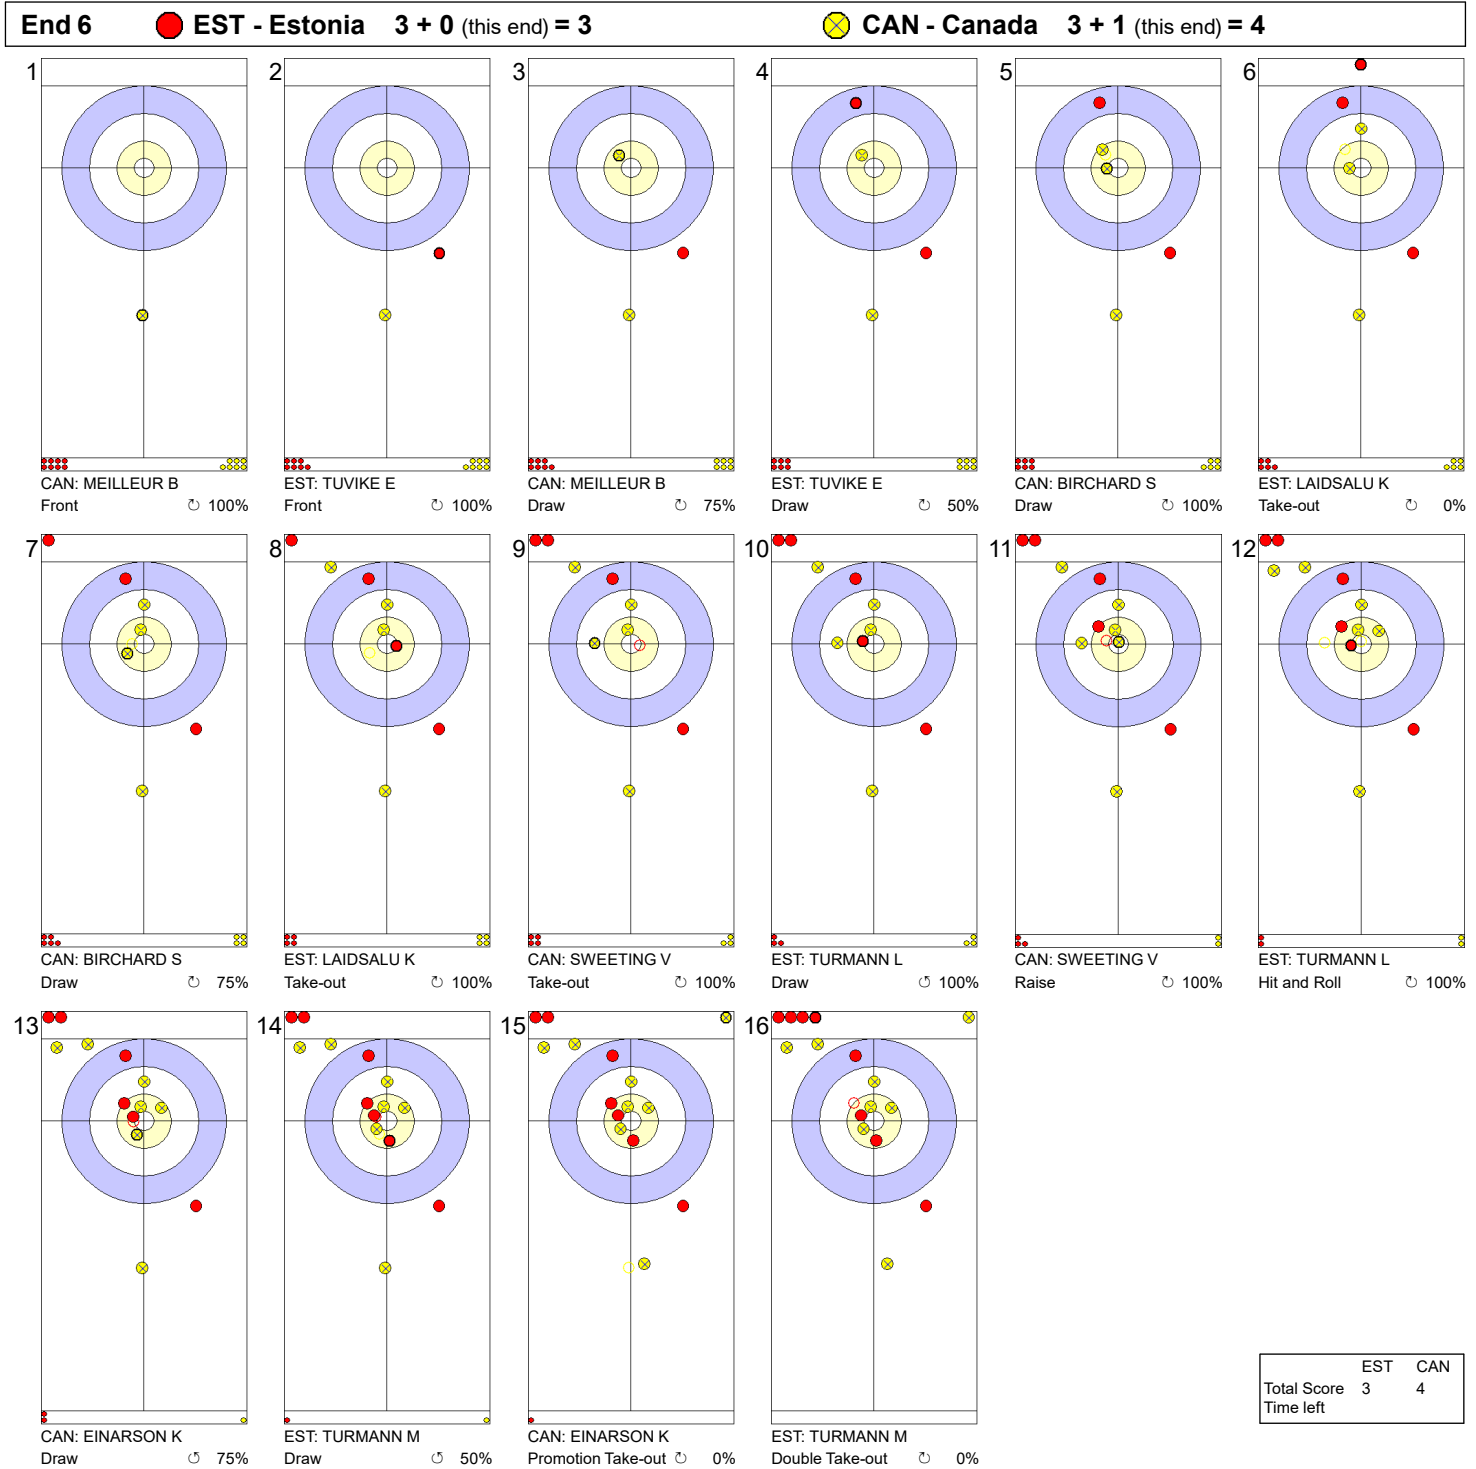 End 6 EST - Estonia 3 + 0 (this end) = 3 CAN - Canada 3 + 1 (this end) = 4
1 2 3 4 5 6
CAN: MEILLEUR B EST: TUVIKE E CAN: MEILLEUR B EST: TUVIKE E CAN: BIRCHARD S EST: LAIDSALU K
Front ↻ 100% Front ↻ 100% Draw ↻ 75% Draw ↻ 50% Draw ↻ 100% Take-out ↻ 0%
7 8 9 10 11 12
CAN: BIRCHARD S EST: LAIDSALU K CAN: SWEETING V EST: TURMANN L CAN: SWEETING V EST: TURMANN L
Draw ↻ 75% Take-out ↻ 100% Take-out ↻ 100% Draw ↺ 100% Raise ↻ 100% Hit and Roll ↻ 100%
13 14 15 16
CAN: EINARSON K EST: TURMANN M CAN: EINARSON K EST: TURMANN M
Draw ↺ 75% Draw ↺ 50% Promotion Take-out ↻ 0% Double Take-out ↻ 0%
EST CAN
Total Score 3 4
Time left